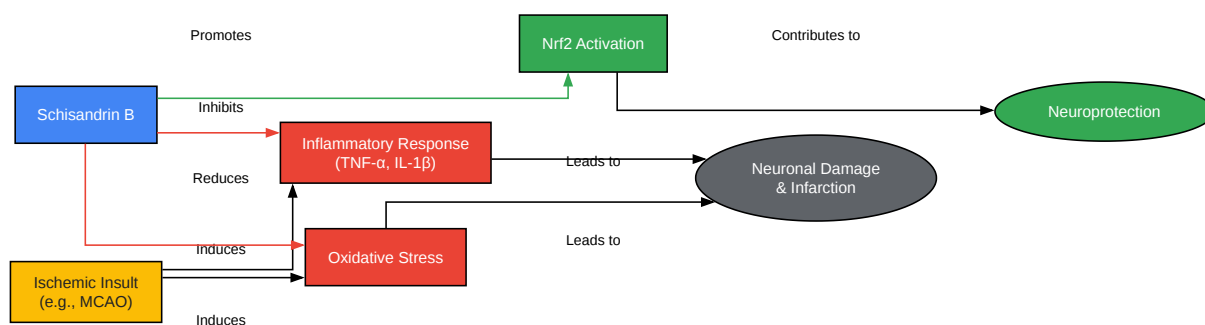 Promotes
Nrf2 Activation
Contributes to
Schisandrin B
Inhibits
Neuroprotection
Inflammatory Response
(TNF-α, IL-1β)
Leads to
Neuronal Damage
& Infarction
Reduces
Leads to
Induces
Oxidative Stress
Ischemic Insult
(e.g., MCAO)
Induces